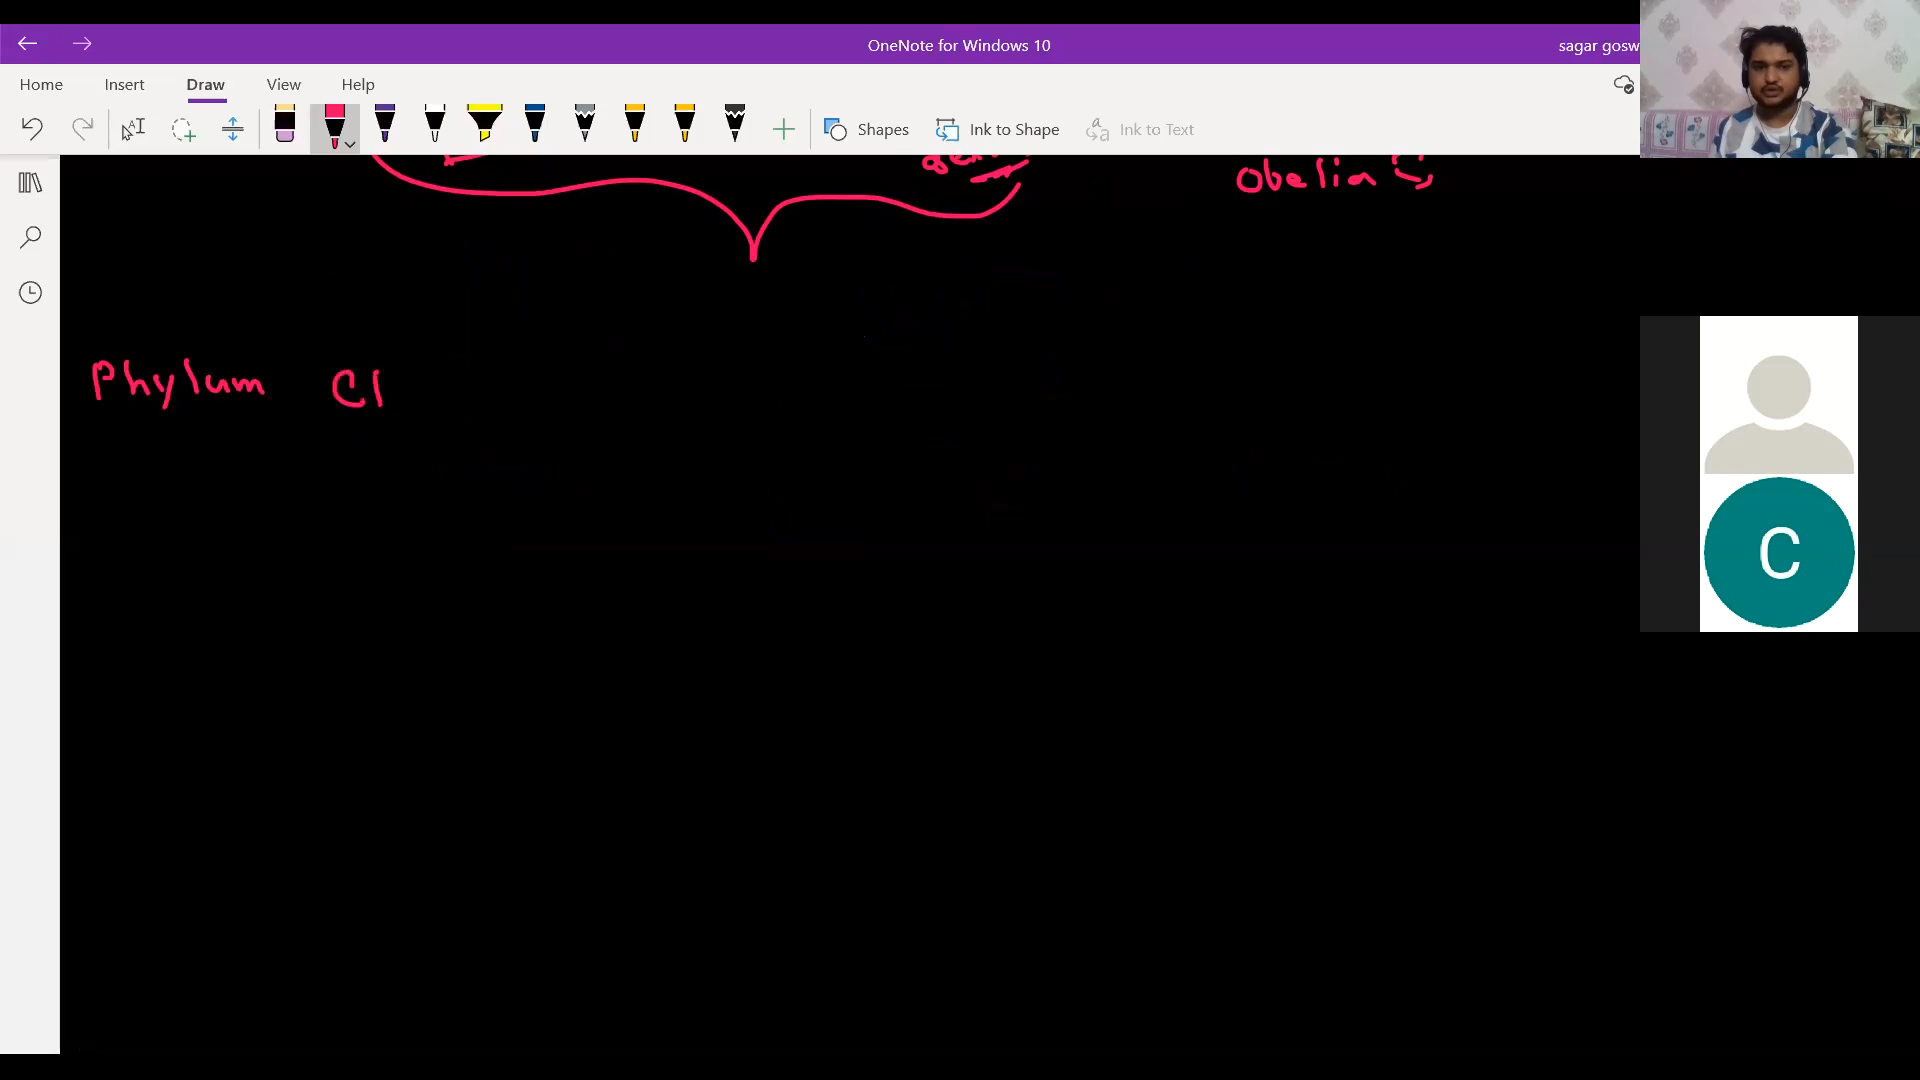 OneNote for Windows 10
sagar gosw
Home Insert Draw View Help
Shapes Ink to Shape Ink to Text
Obelia
Phylum Cl
C